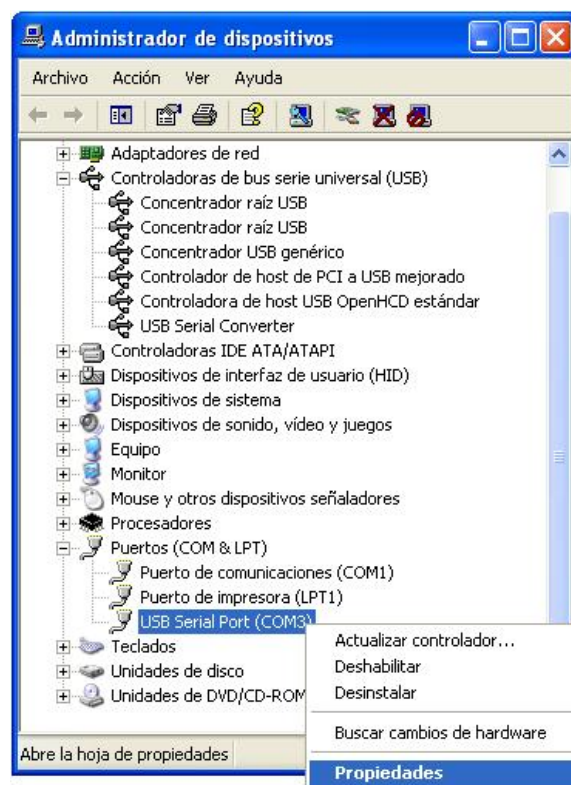 Administrador de dispositivos
Archivo Acción Ver Ayuda
Adaptadores de red
Controladoras de bus serie universal (USB)
Concentrador raíz USB
Concentrador raíz USB
Concentrador USB genérico
Controlador de host de PCI a USB mejorado
Controladora de host USB OpenHCD estándar
USB Serial Converter
Controladoras IDE ATA/ATAPI
Dispositivos de interfaz de usuario (HID)
Dispositivos de sistema
Dispositivos de sonido, vídeo y juegos
Equipo
Monitor
Mouse y otros dispositivos señaladores
Procesadores
Puertos (COM & LPT)
Puerto de comunicaciones (COM1)
Puerto de impresora (LPT1)
USB Serial Port (COM3)
Teclados
Unidades de disco
Unidades de DVD/CD-ROM
Actualizar controlador...
Deshabilitar
Desinstalar
Buscar cambios de hardware
Propiedades
Abre la hoja de propiedades